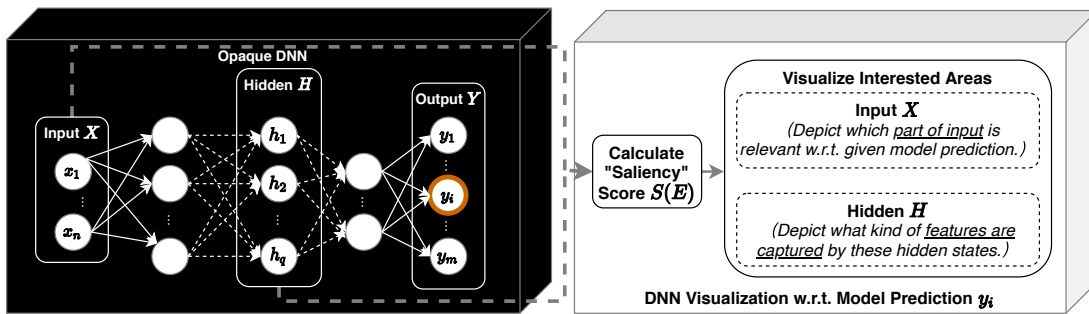 Opaque DNN
Input X
x₁
⋮
xₙ
⋮
Hidden H
h₁
h₂
⋮
h_q
⋮
Output Y
y₁
⋮
yᵢ
⋮
yₘ
Calculate
"Saliency"
Score S(E)
Visualize Interested Areas
Input X
(Depict which part of input is
relevant w.r.t. given model prediction.)
Hidden H
(Depict what kind of features are
captured by these hidden states.)
DNN Visualization w.r.t. Model Prediction yᵢ